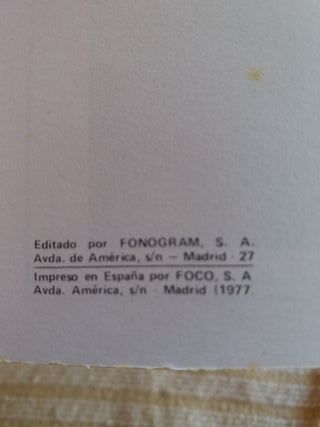 Editado por FONOGRAM, S. A.
Avda. de América, s/n — Madrid - 27
Impreso en España por FOCO, S. A
Avda. América, s/n - Madrid (1977